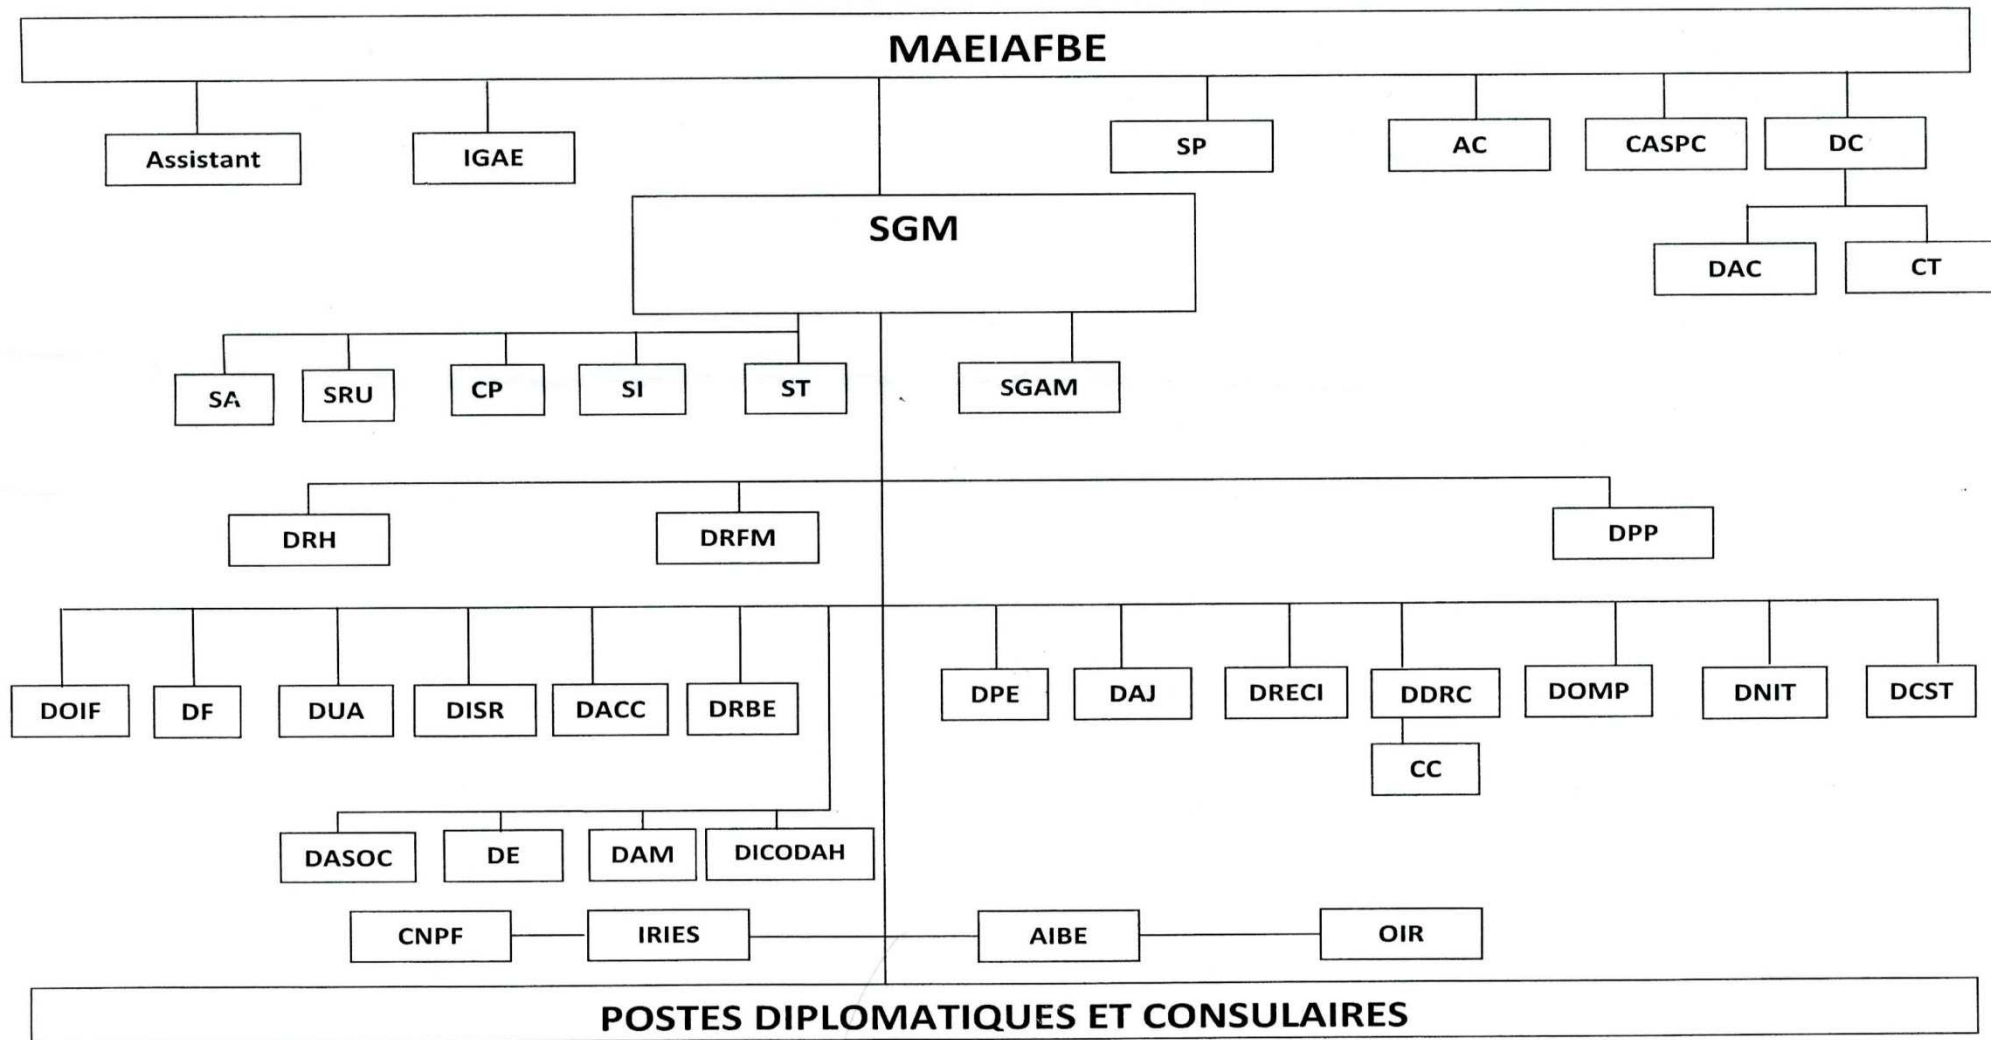 MAEIAFBE
Assistant
IGAE
SP
AC
CASPC
DC
SGM
DAC
CT
SA
SRU
CP
SI
ST
SGAM
DRH
DRFM
DPP
DOIF
DF
DUA
DISR
DACC
DRBE
DPE
DAJ
DRECI
DDRC
DOMP
DNIT
DCST
CC
DASOC
DE
DAM
DICODAH
CNPF
IRIES
AIBE
OIR
POSTES DIPLOMATIQUES ET CONSULAIRES